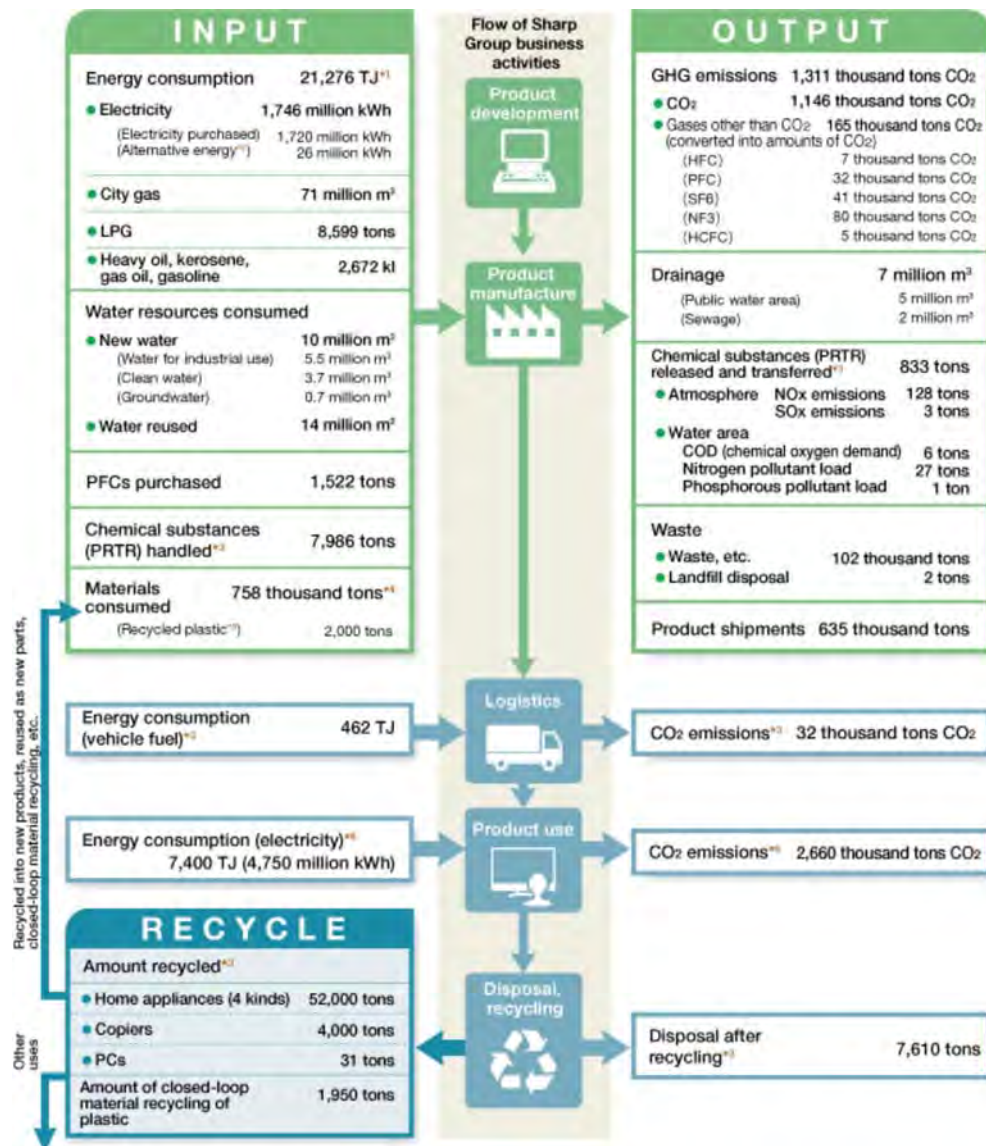 INPUT
Energy consumption 21,276 TJ*1
● Electricity 1,746 million kWh
(Electricity purchased) 1,720 million kWh
(Alternative energy) 26 million kWh
● City gas 71 million m³
● LPG 8,599 tons
● Heavy oil, kerosene,
gas oil, gasoline 2,672 kl
Water resources consumed
● New water 10 million m³
(Water for industrial use) 5.5 million m³
(Clean water) 3.7 million m³
(Groundwater) 0.7 million m³
● Water reused 14 million m³
PFCs purchased 1,522 tons
Chemical substances
(PRTR) handled 7,986 tons
Materials
consumed 758 thousand tons
(Recycled plastic) 2,000 tons
Energy consumption
(vehicle fuel) 462 TJ
Energy consumption (electricity)
7,400 TJ (4,750 million kWh)
RECYCLE
Amount recycled
● Home appliances (4 kinds) 52,000 tons
● Copiers 4,000 tons
● PCs 31 tons
Amount of closed-loop
material recycling of
plastic 1,950 tons
Recycled into new products, reused as new parts,
closed-loop material recycling, etc.
Other
uses
Flow of Sharp
Group business
activities
Product
development
Product
manufacture
Logistics
Product use
Disposal,
recycling
OUTPUT
GHG emissions 1,311 thousand tons CO₂
● CO₂ 1,146 thousand tons CO₂
● Gases other than CO₂ 165 thousand tons CO₂
(converted into amounts of CO₂)
(HFC) 7 thousand tons CO₂
(PFC) 32 thousand tons CO₂
(SF6) 41 thousand tons CO₂
(NF3) 80 thousand tons CO₂
(HCFC) 5 thousand tons CO₂
Drainage 7 million m³
(Public water area) 5 million m³
(Sewage) 2 million m³
Chemical substances (PRTR)
released and transferred 833 tons
● Atmosphere NOx emissions 128 tons
SOx emissions 3 tons
● Water area
COD (chemical oxygen demand) 6 tons
Nitrogen pollutant load 27 tons
Phosphorous pollutant load 1 ton
Waste
● Waste, etc. 102 thousand tons
● Landfill disposal 2 tons
Product shipments 635 thousand tons
CO₂ emissions 32 thousand tons CO₂
CO₂ emissions 2,660 thousand tons CO₂
Disposal after
recycling 7,610 tons